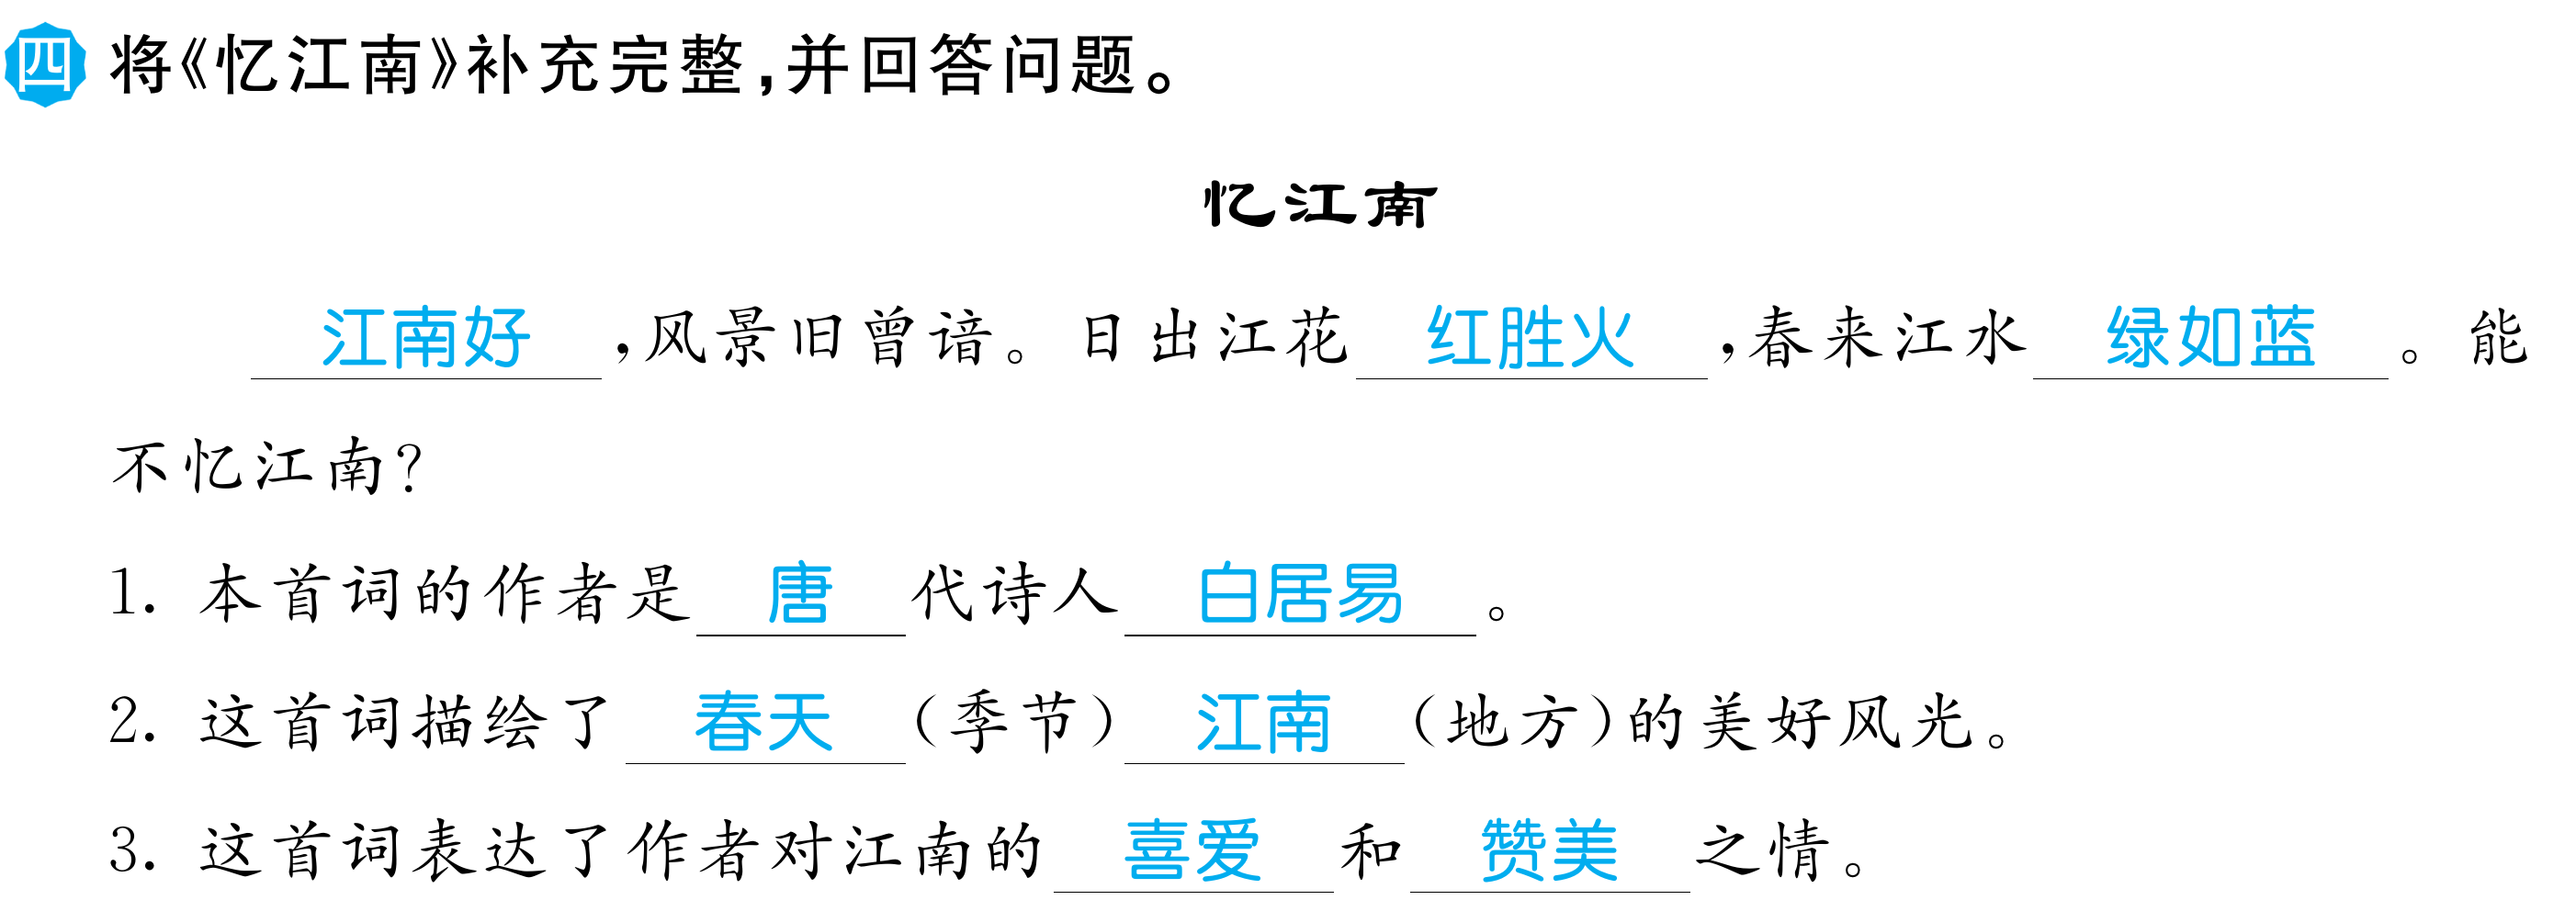 四 将《忆江南》补充完整,并回答问题。
忆江南
江南好,风景旧曾谙。日出江花红胜火,春来江水绿如蓝。能
不忆江南?
1. 本首词的作者是唐代诗人白居易。
2. 这首词描绘了春天(季节)江南(地方)的美好风光。
3. 这首词表达了作者对江南的喜爱和赞美之情。